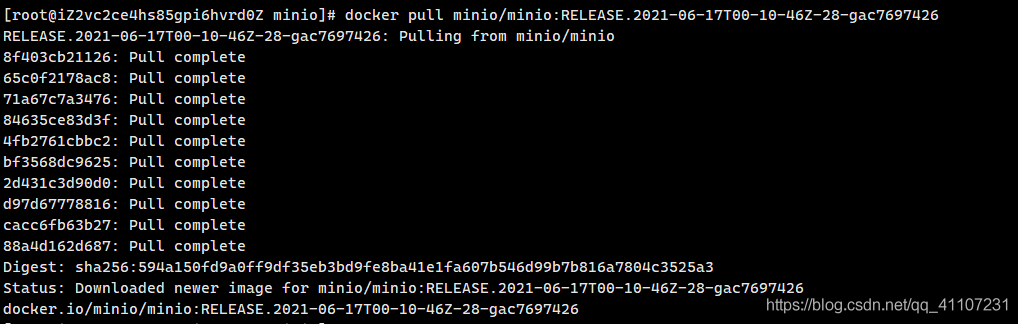 [root@iZ2vc2ce4hs85gpi6hvrd0Z minio]# docker pull minio/minio:RELEASE.2021-06-17T00-10-46Z-28-gac7697426
RELEASE.2021-06-17T00-10-46Z-28-gac7697426: Pulling from minio/minio
8f403cb21126: Pull complete
65c0f2178ac8: Pull complete
71a67c7a3476: Pull complete
84635ce83d3f: Pull complete
4fb2761cbbc2: Pull complete
bf3568dc9625: Pull complete
2d431c3d90d0: Pull complete
d97d67778816: Pull complete
cacc6fb63b27: Pull complete
88a4d162d687: Pull complete
Digest: sha256:594a150fd9a0ff9df35eb3bd9fe8ba41e1fa607b546d99b7b816a7804c3525a3
Status: Downloaded newer image for minio/minio:RELEASE.2021-06-17T00-10-46Z-28-gac7697426
docker.io/minio/minio:RELEASE.2021-06-17T00-10-46Z-28-gac7697426
https://blog.csdn.net/qq_41107231